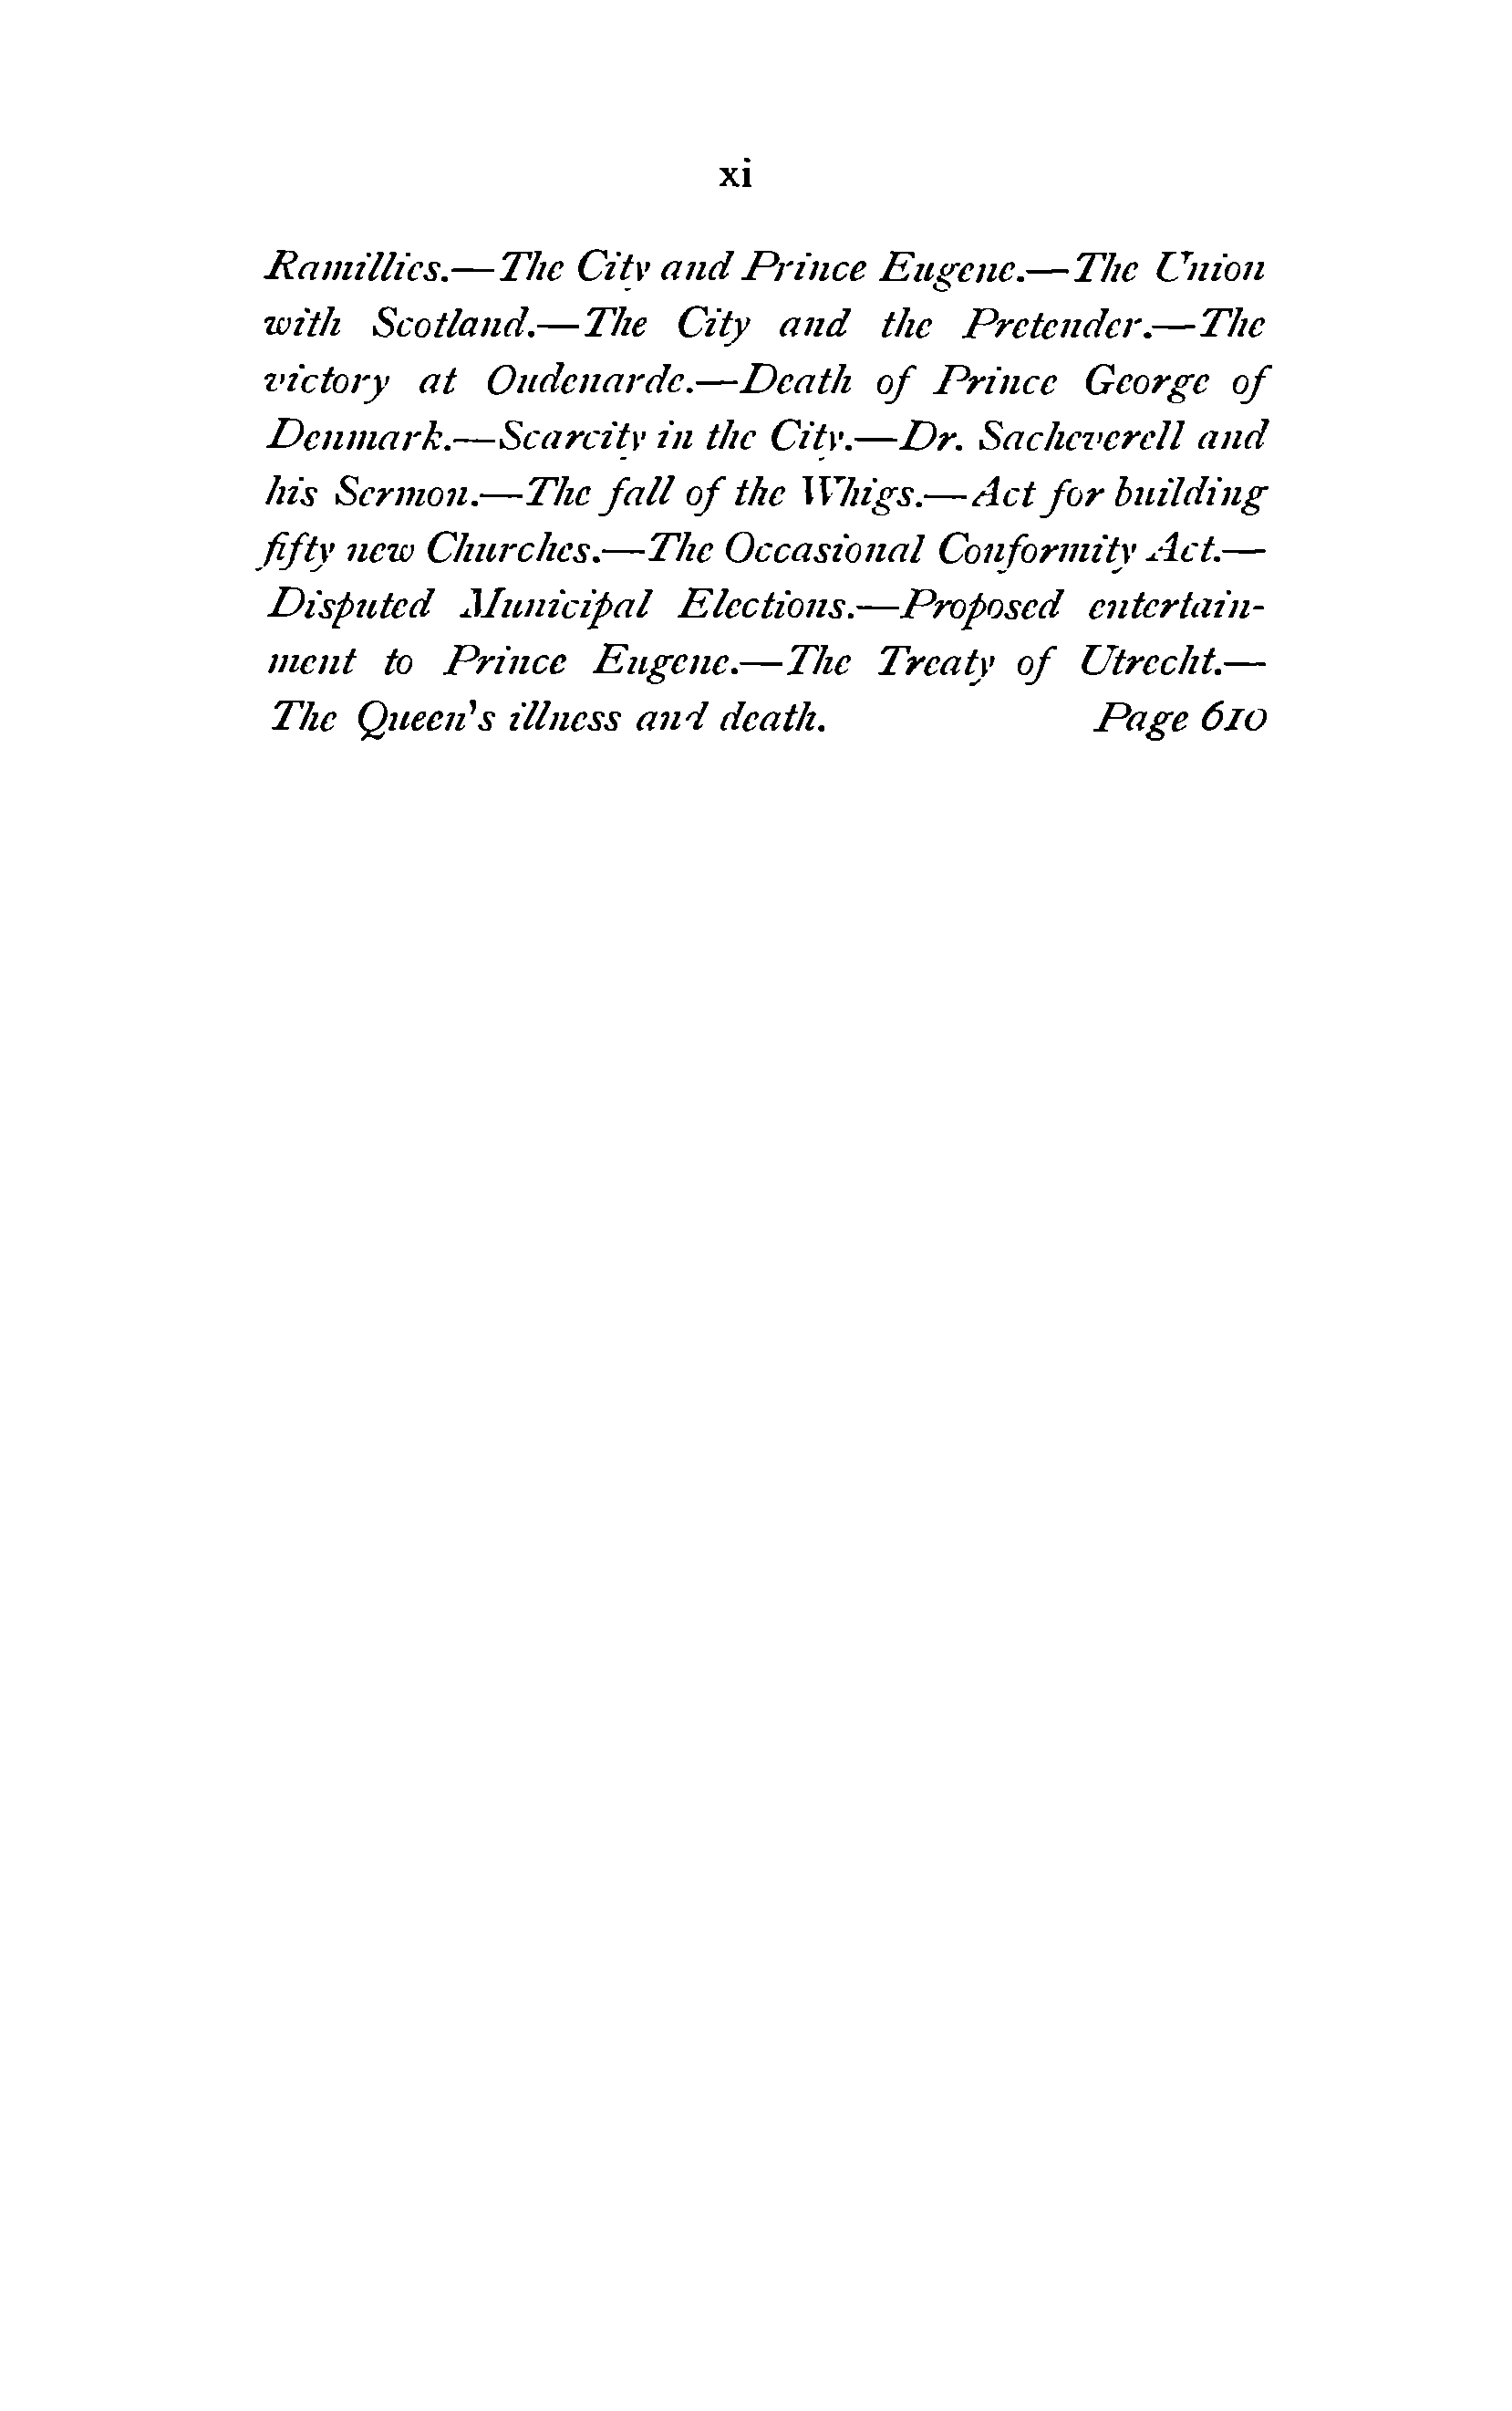 xi
Ramillies.—The City and Prince Eugene.—The Union
with Scotland.—The City and the Pretender.—The
victory at Oudenarde.—Death of Prince George of
Denmark.—Scarcity in the City.—Dr. Sacheverell and
his Sermon.—The fall of the Whigs.—Act for building
fifty new Churches.—The Occasional Conformity Act.—
Disputed Municipal Elections.—Proposed entertain-
ment to Prince Eugene.—The Treaty of Utrecht.—
The Queen's illness and death. Page 610